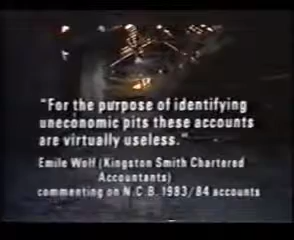 "For the purpose of identifying
uneconomic pits these accounts
are virtually useless."
Emile Wolf (Kingston Smith Chartered
Accountants)
commenting on N.C.B. 1983/84 accounts